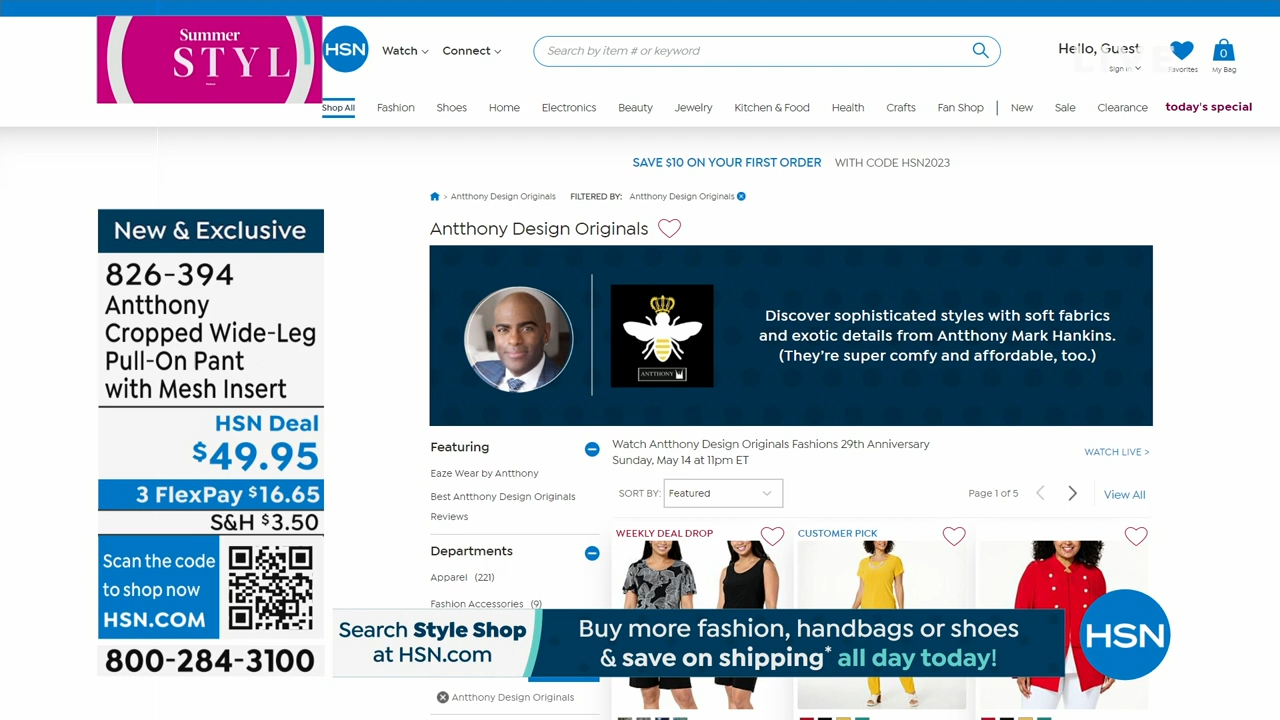 Summer
STYL
HSN
Watch
Connect
Search by item # or keyword
Hello, Guest
Sign in
Favorites
0
My Bag
LIVE
Shop All
Fashion
Shoes
Home
Electronics
Beauty
Jewelry
Kitchen & Food
Health
Crafts
Fan Shop
New
Sale
Clearance
today's special
SAVE $10 ON YOUR FIRST ORDER WITH CODE HSN2023
> Antthony Design Originals FILTERED BY: Antthony Design Originals
Antthony Design Originals
ANTTHONY
Discover sophisticated styles with soft fabrics
and exotic details from Antthony Mark Hankins.
(They're super comfy and affordable, too.)
New & Exclusive
826-394
Antthony
Cropped Wide-Leg
Pull-On Pant
with Mesh Insert
HSN Deal
$49.95
3 FlexPay $16.65
S&H $3.50
Scan the code
to shop now
HSN.COM
800-284-3100
Featuring
Eaze Wear by Antthony
Best Antthony Design Originals
Reviews
Departments
Apparel (221)
Fashion Accessories (9)
Antthony Design Originals
Watch Antthony Design Originals Fashions 29th Anniversary
Sunday, May 14 at 11pm ET
WATCH LIVE >
SORT BY: Featured
Page 1 of 5
View All
WEEKLY DEAL DROP
CUSTOMER PICK
Search Style Shop
at HSN.com
Buy more fashion, handbags or shoes
& save on shipping* all day today!
HSN